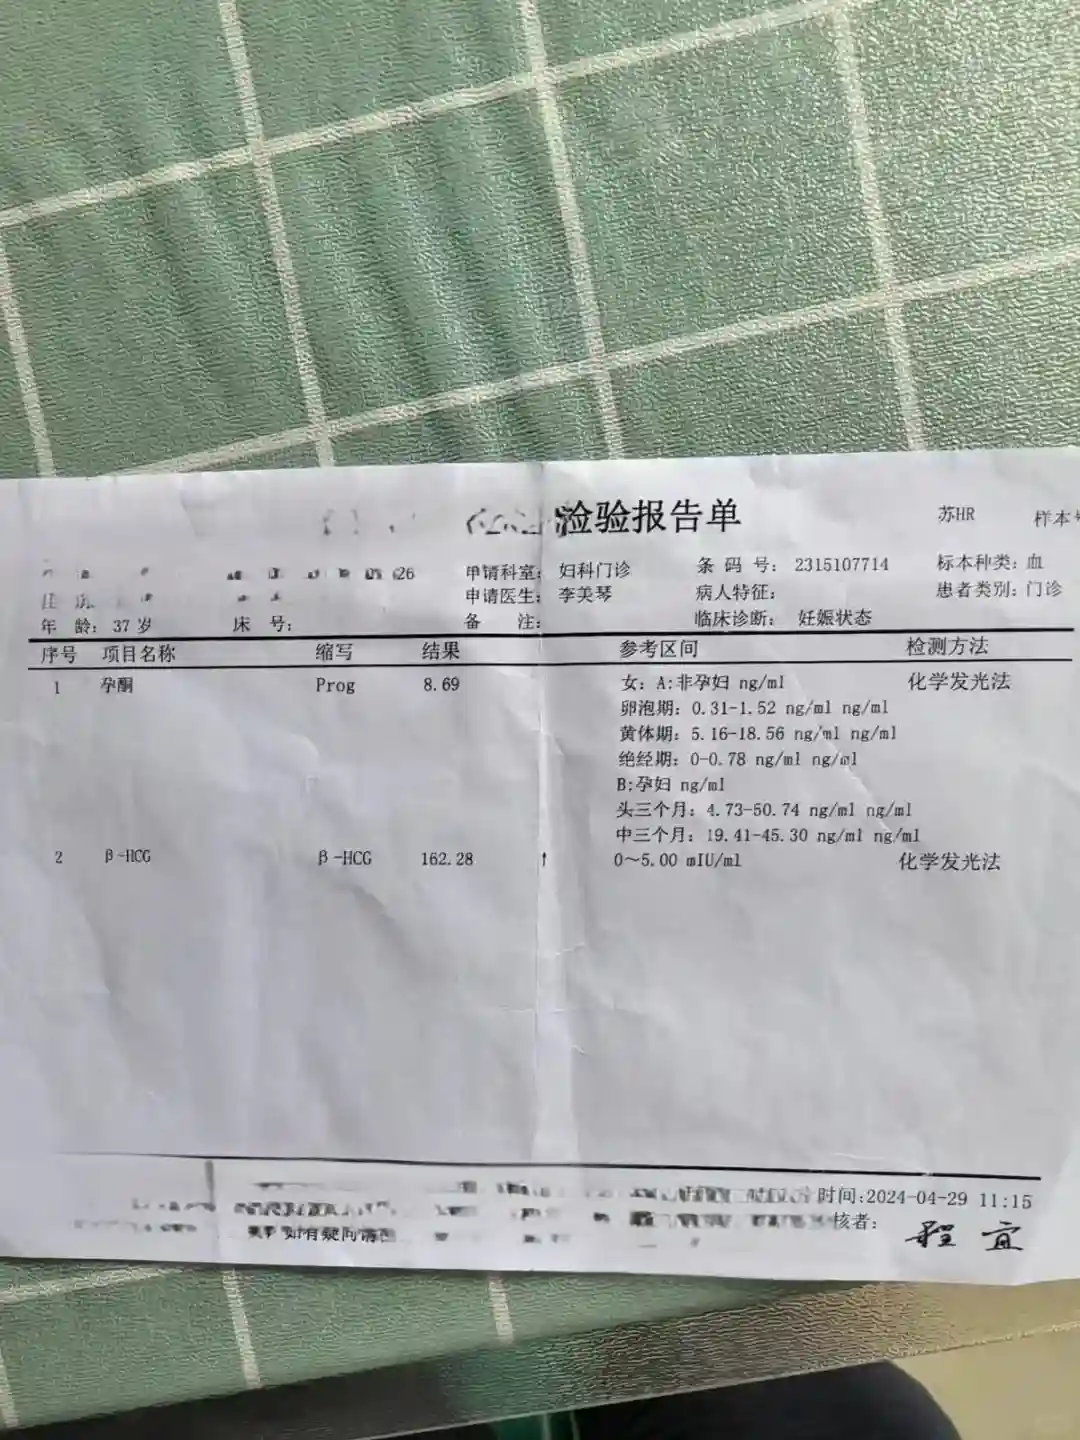 检验报告单
苏HR 样本号
26 申请科室: 妇科门诊 条 码 号: 2315107714 标本种类: 血
申请医生: 李美琴 病人特征: 患者类别: 门诊
年 龄: 37 岁 床 号: 备 注: 临床诊断: 妊娠状态
序号 项目名称 缩写 结果 参考区间 检测方法
1 孕酮 Prog 8.69 女: A:非孕妇 ng/ml 化学发光法
卵泡期: 0.31-1.52 ng/ml ng/ml
黄体期: 5.16-18.56 ng/ml ng/ml
绝经期: 0-0.78 ng/ml ng/ml
B:孕妇 ng/ml
头三个月: 4.73-50.74 ng/ml ng/ml
中三个月: 19.41-45.30 ng/ml ng/ml
2 β-HCG β-HCG 162.28 ↑ 0~5.00 mIU/ml 化学发光法
时间:2024-04-29 11:15
如有疑问请 核者: 程宜